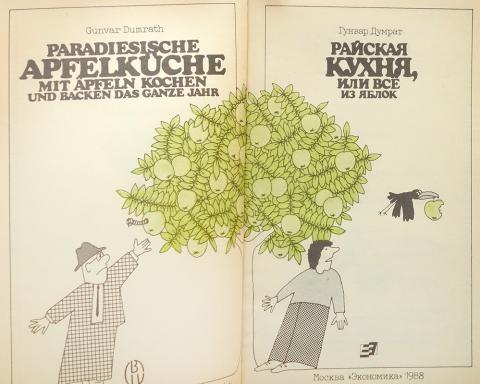 Gunvar Dumrath
PARADIESISCHE
APFELKÜCHE
MIT ÄPFELN KOCHEN
UND BACKEN DAS GANZE JAHR
Гунвар Думрат
РАЙСКАЯ
КУХНЯ,
ИЛИ ВСЁ
ИЗ ЯБЛОК
Москва «Экономика» 1988